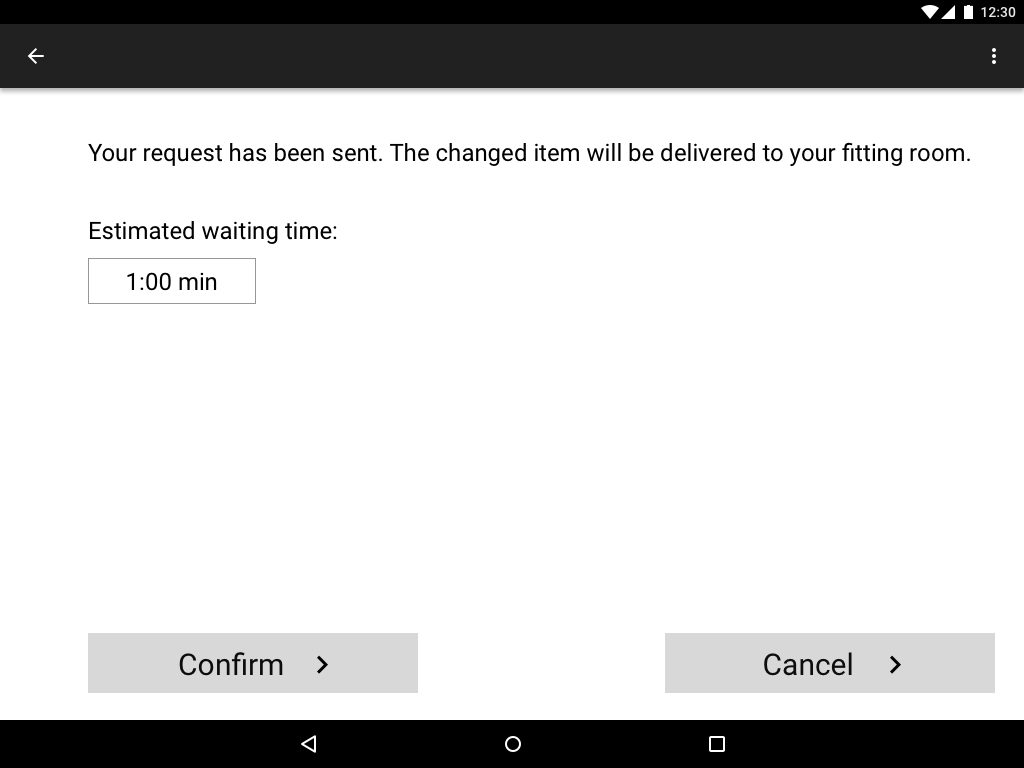 12:30
Your request has been sent. The changed item will be delivered to your fitting room.
Estimated waiting time:
1:00 min
Confirm
Cancel